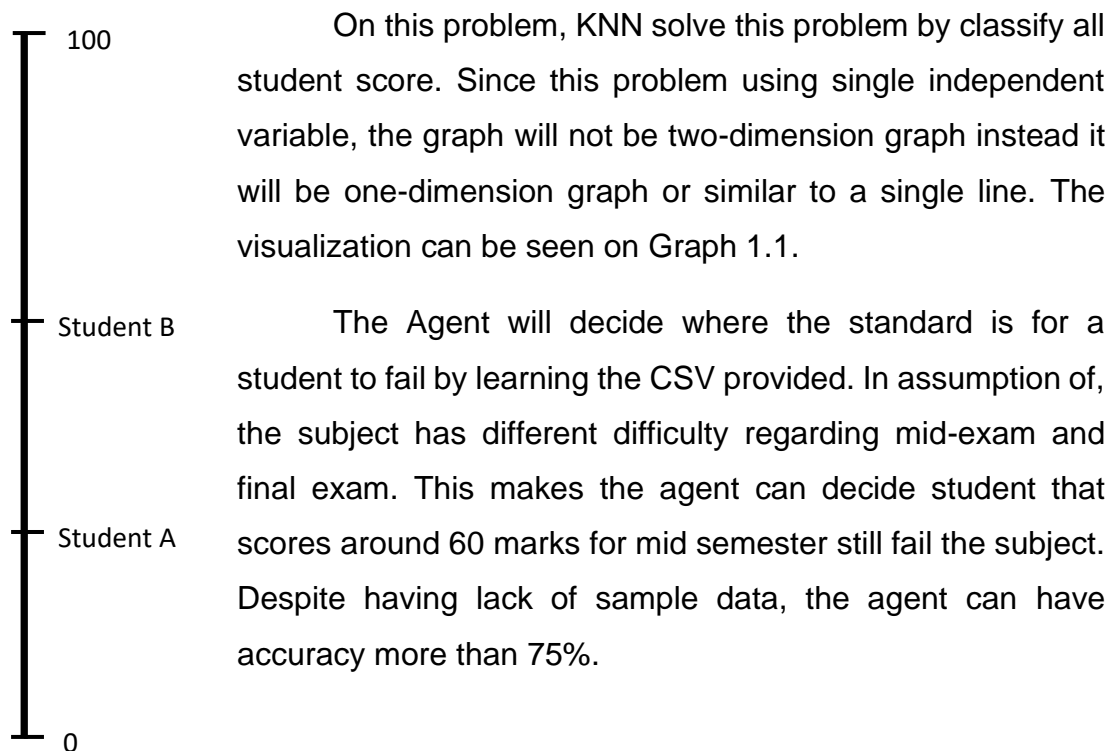 100
Student B
Student A
0
On this problem, KNN solve this problem by classify all
student score. Since this problem using single independent
variable, the graph will not be two-dimension graph instead it
will be one-dimension graph or similar to a single line. The
visualization can be seen on Graph 1.1.
The Agent will decide where the standard is for a
student to fail by learning the CSV provided. In assumption of,
the subject has different difficulty regarding mid-exam and
final exam. This makes the agent can decide student that
scores around 60 marks for mid semester still fail the subject.
Despite having lack of sample data, the agent can have
accuracy more than 75%.